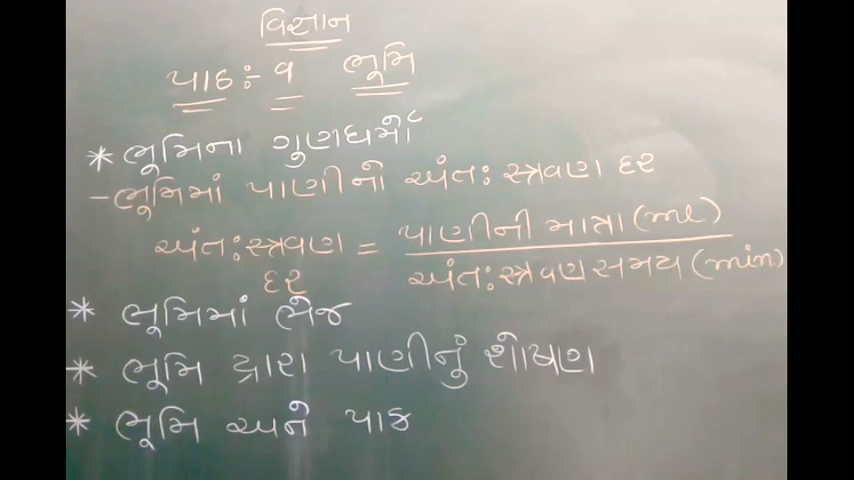 વિજ્ઞાન
પાઠ:- ૧ ભૂમિ
* ભૂમિના ગુણધર્મો
- ભૂમિમાં પાણીનો અંત: સ્ત્રવણ દર
અંત:સ્ત્રવણ દર = પાણીની માત્રા (ml)
અંત:સ્ત્રવણ સમય (min)
* ભૂમિમાં ભેજ
* ભૂમિ દ્વારા પાણીનું શોષણ
* ભૂમિ અને પાક